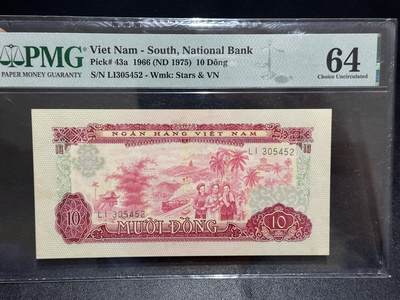 PMG
PAPER MONEY GUARANTY
Viet Nam - South, National Bank
Pick# 43a 1966 (ND 1975) 10 Dông
S/N LI305452 - Wmk: Stars & VN
64
Choice Uncirculated
NGÂN HÀNG VIỆT NAM
LI 305452
LI 305452
10
MƯỜI ĐỒNG
10